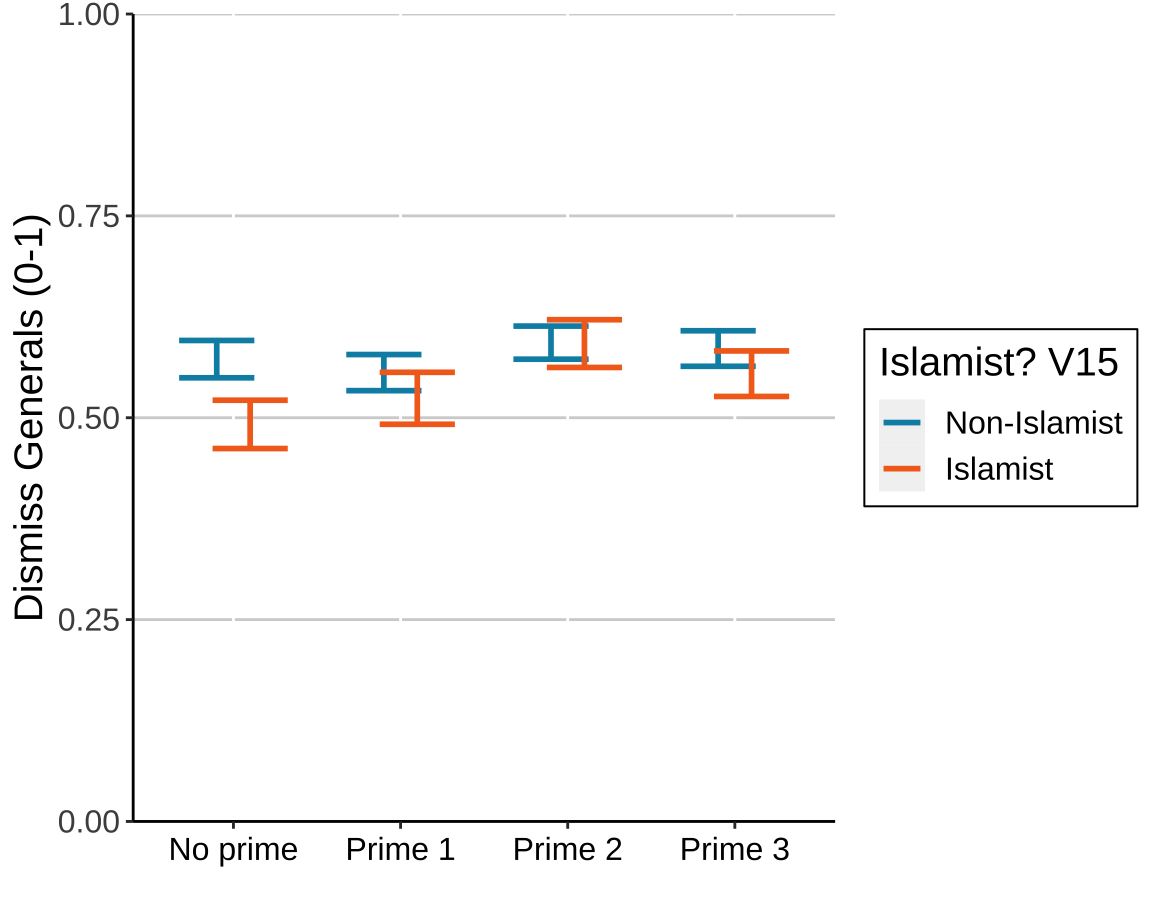 1.00
0.75
0.50
0.25
0.00
Dismiss Generals (0-1)
No prime
Prime 1
Prime 2
Prime 3
Islamist? V15
Non-Islamist
Islamist